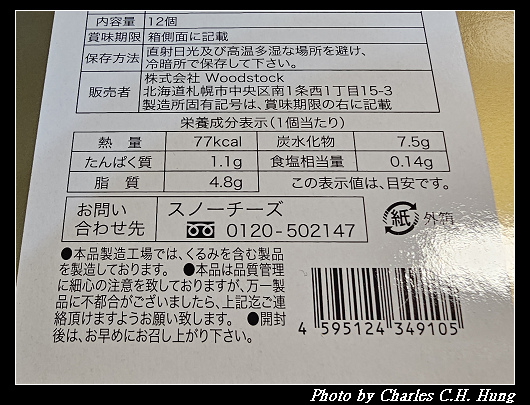 内容量 12個
賞味期限 箱側面に記載
保存方法 直射日光及び高温多湿な場所を避け、
冷暗所で保存して下さい。
販売者 株式会社 Woodstock
北海道札幌市中央区南1条西1丁目15-3
製造所固有記号は、賞味期限の右に記載
栄養成分表示(1個当たり)
熱量 77kcal 炭水化物 7.5g
たんぱく質 1.1g 食塩相当量 0.14g
脂質 4.8g この表示値は、目安です。
お問い
合わせ先
スノーチーズ
0120-502147
紙 外箱
●本品製造工場では、くるみを含む製品
を製造しております。 ●本品は品質管理
に細心の注意を致しておりますが、万一製
品に不都合がございましたら、上記迄ご連
絡頂けますようお願い致します。 ●開封
後は、お早めにお召し上がり下さい。
4 595124 349105
Photo by Charles C.H. Hung